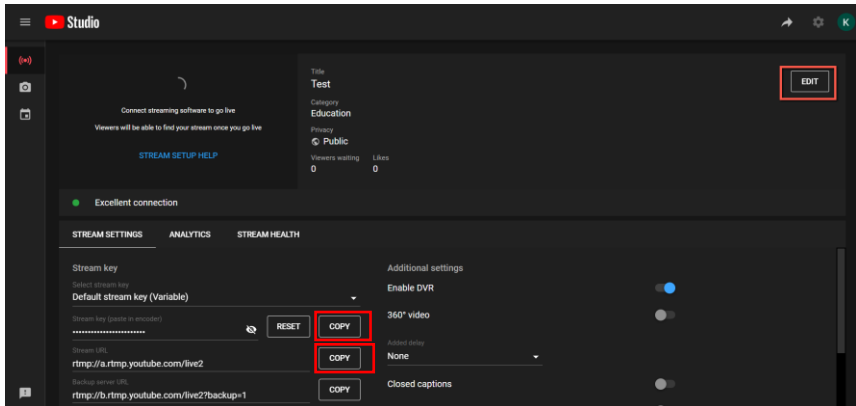 Studio
K
Connect streaming software to go live
Viewers will be able to find your stream once you go live
STREAM SETUP HELP
Title
Test
Category
Education
Privacy
Public
Viewers waiting Likes
0 0
EDIT
Excellent connection
STREAM SETTINGS ANALYTICS STREAM HEALTH
Stream key
Select stream key
Default stream key (Variable)
Stream key (paste in encoder)
•••••••••••••••••••••••• RESET COPY
Stream URL
rtmp://a.rtmp.youtube.com/live2 COPY
Backup server URL
rtmp://b.rtmp.youtube.com/live2?backup=1 COPY
Additional settings
Enable DVR
360° video
Added delay
None
Closed captions